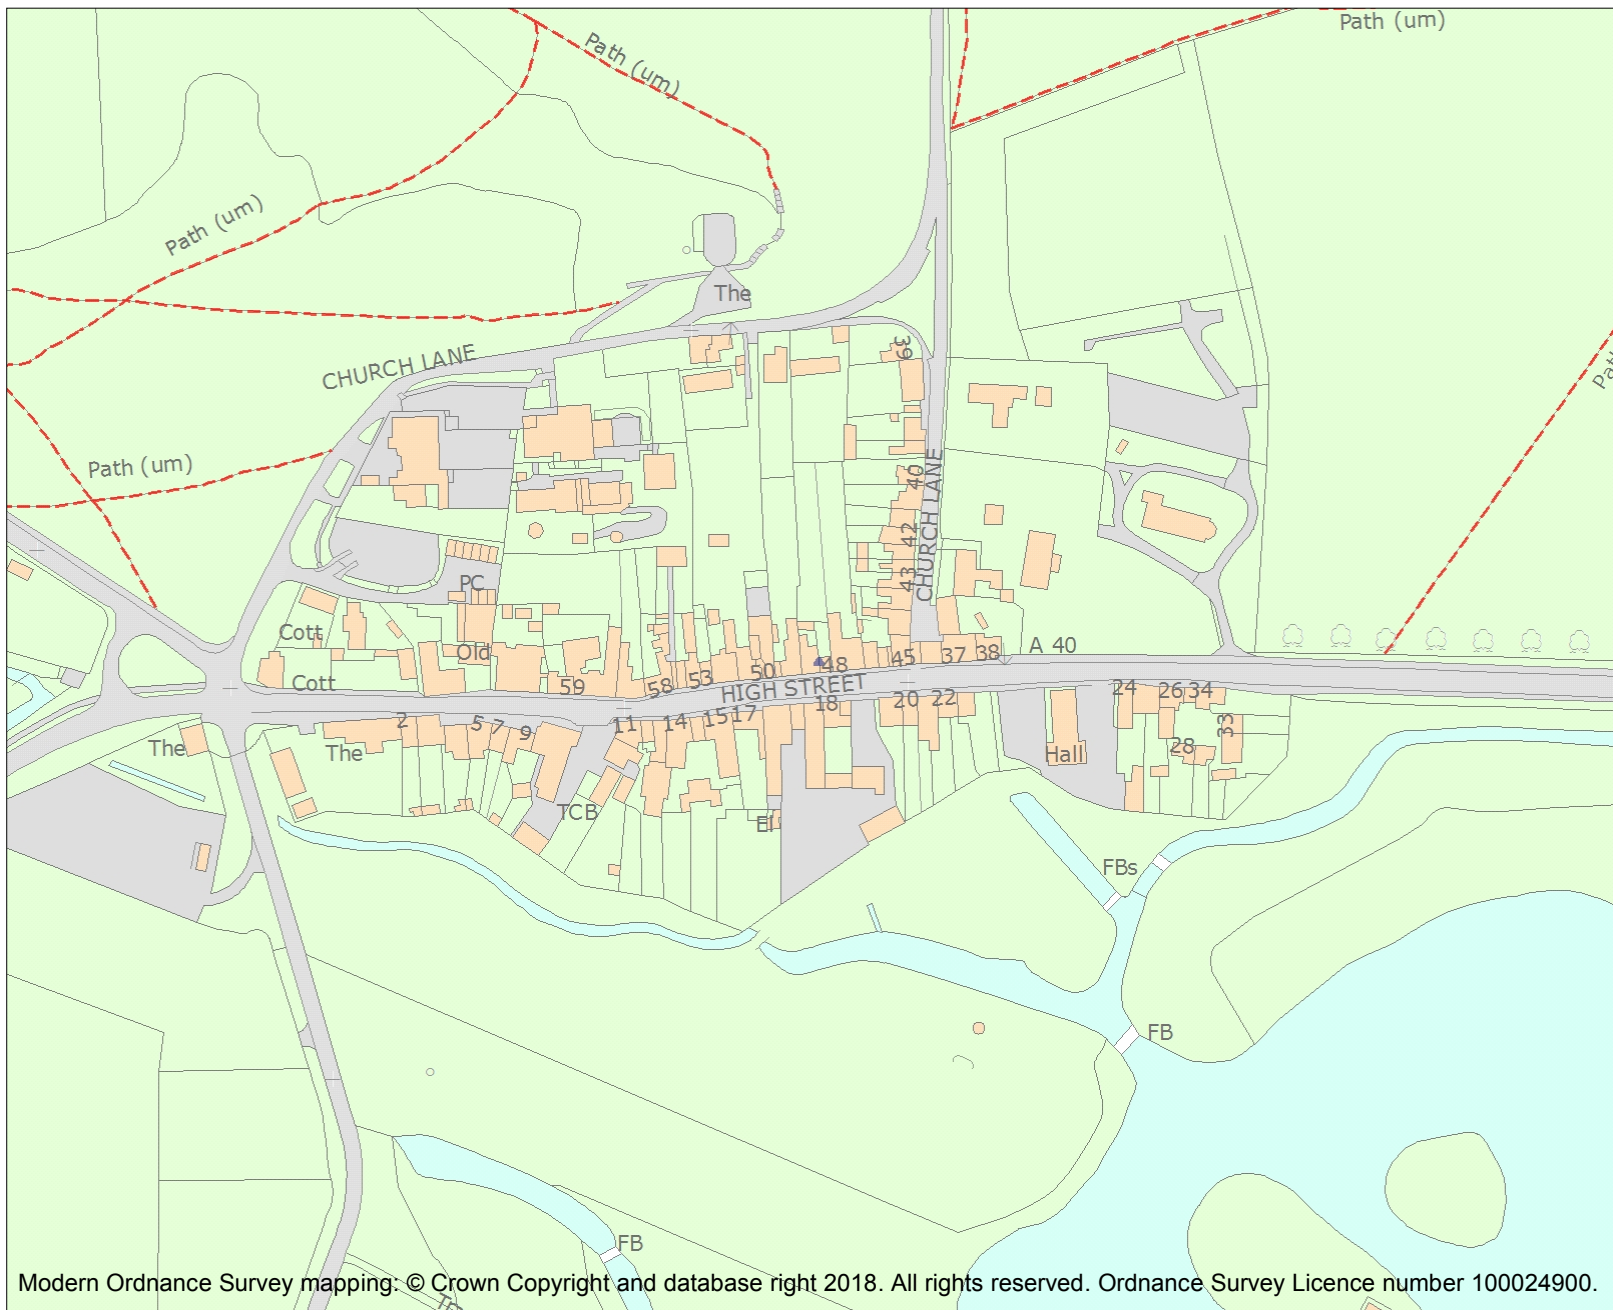 Path (um)
Path (um)
Path (um)
The
CHURCH LANE
39
Path (um)
40
CHURCH LANE
42
43
PC
Cott
Old
Cott
59
58
53
50
48
45
37
38
A 40
HIGH STREET
The
The
2
5
7
9
11
14
15
17
18
20
22
24
26
34
33
28
Hall
TCB
El
FBs
FB
FB
Modern Ordnance Survey mapping: © Crown Copyright and database right 2018. All rights reserved. Ordnance Survey Licence number 100024900.